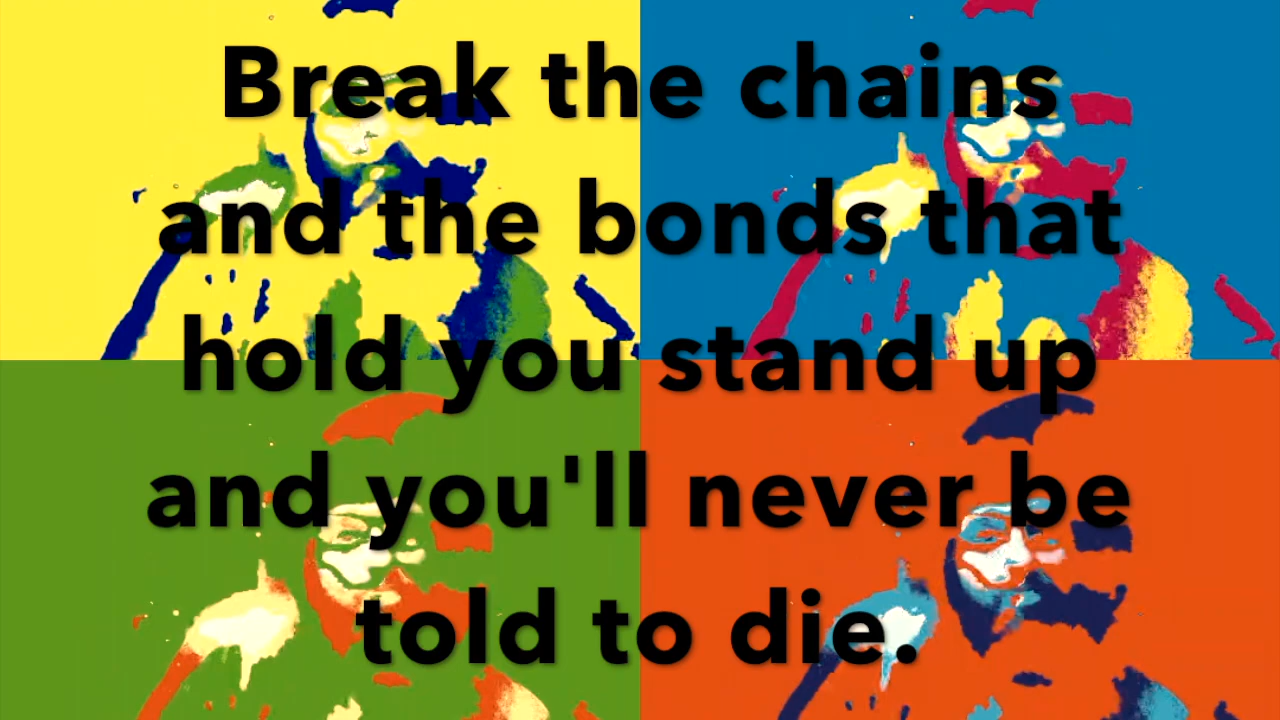 Break the chains
and the bonds that
hold you stand up
and you'll never be
told to die.